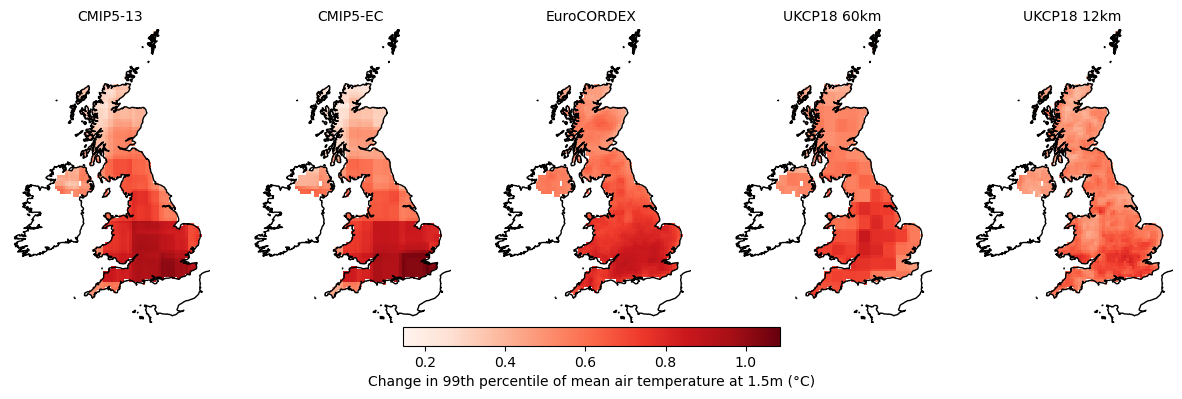 CMIP5-13
CMIP5-EC
EuroCORDEX
UKCP18 60km
UKCP18 12km
0.2
0.4
0.6
0.8
1.0
Change in 99th percentile of mean air temperature at 1.5m (°C)